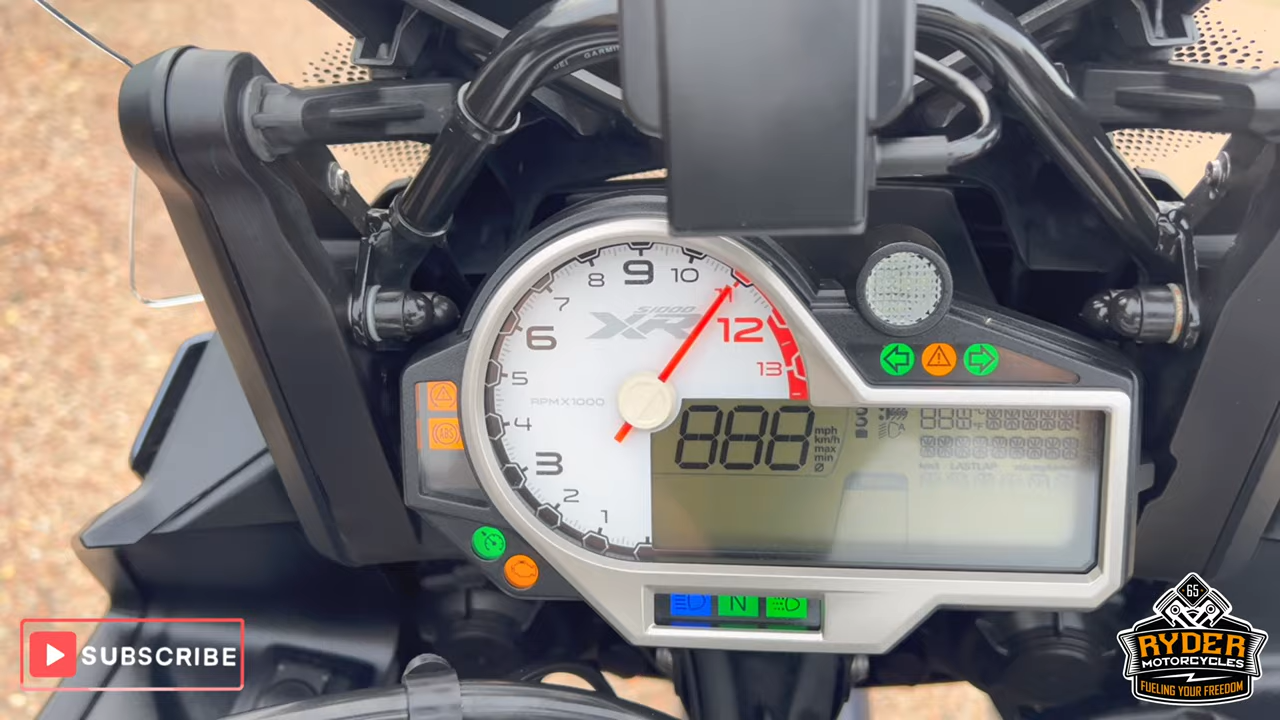 GARMIN
8
9
10
7
S1000
XR
6
12
5
13
RPM X 1000
4
888
mph
km/h
max
min
3
2
1
LASTLAP
N
SUBSCRIBE
65
RYDER
MOTORCYCLES
FUELING YOUR FREEDOM